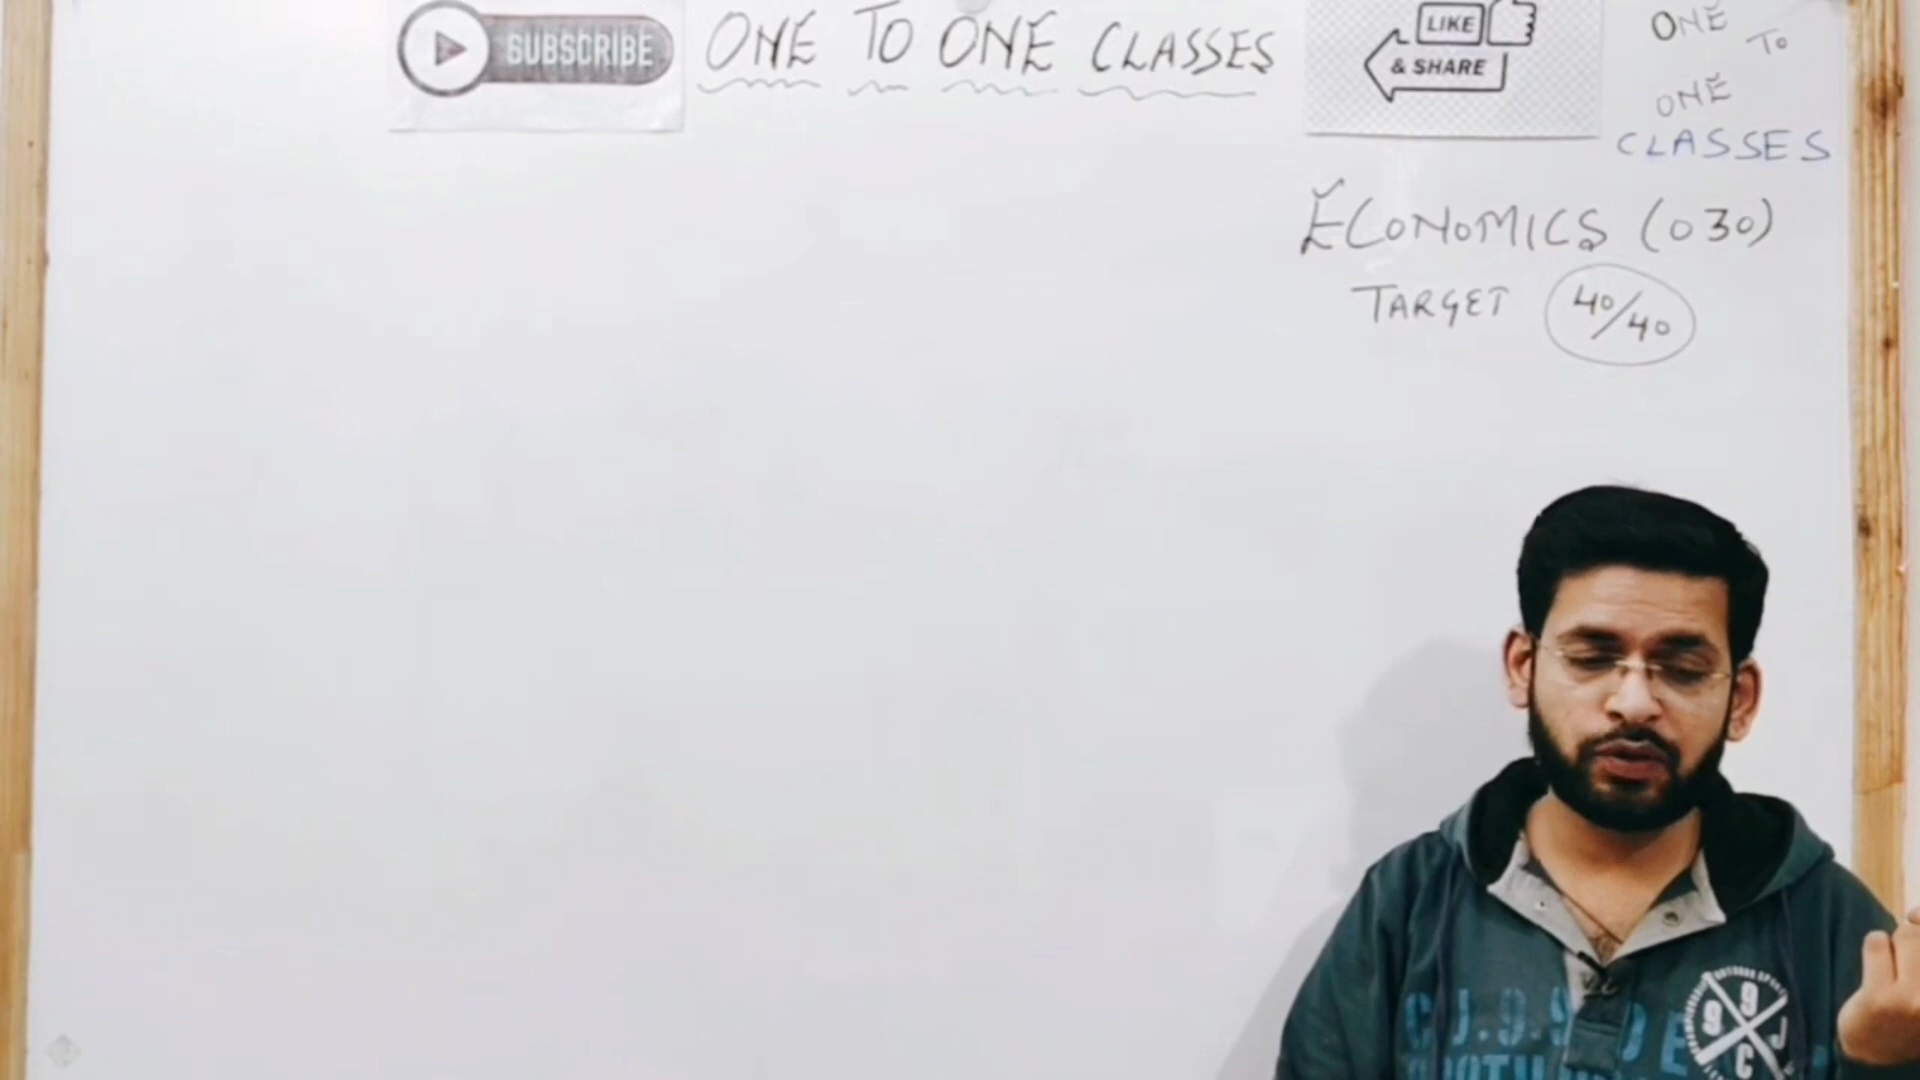 SUBSCRIBE
ONE TO ONE CLASSES
LIKE
& SHARE
ONE TO
ONE
CLASSES
ECONOMICS (030)
TARGET 40/40